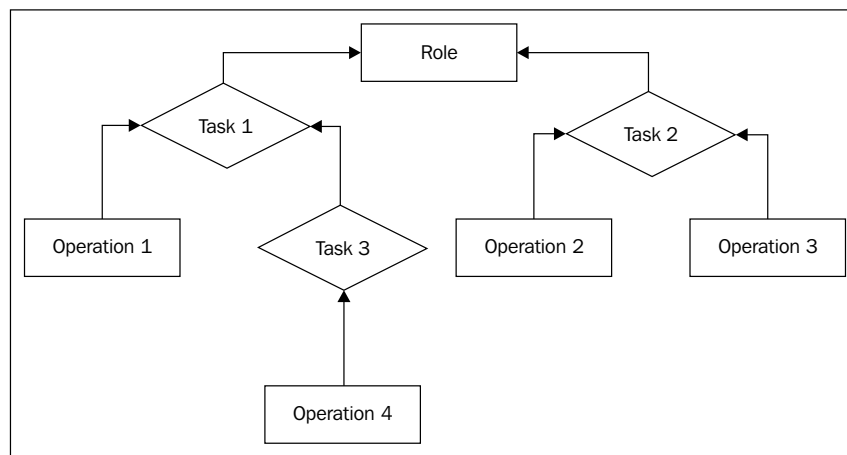 Role
Task 1
Task 2
Operation 1
Task 3
Operation 2
Operation 3
Operation 4